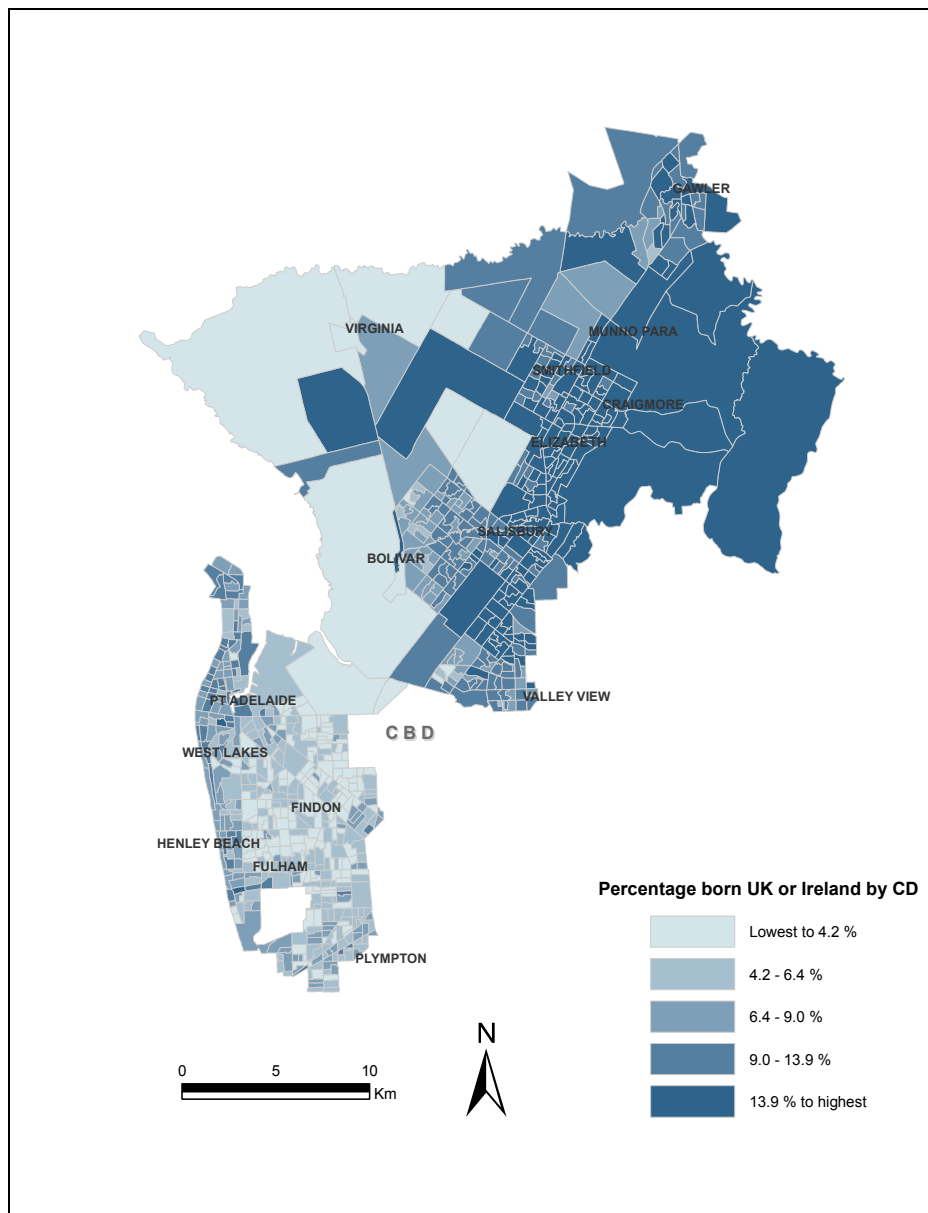 GAWLER
VIRGINIA
MUNNO PARA
SMITHFIELD
CRAIGMORE
ELIZABETH
SALISBURY
BOLIVAR
PT ADELAIDE
VALLEY VIEW
CBD
WEST LAKES
FINDON
HENLEY BEACH
FULHAM
PLYMPTON
Percentage born UK or Ireland by CD
Lowest to 4.2 %
4.2 - 6.4 %
6.4 - 9.0 %
9.0 - 13.9 %
13.9 % to highest
N
0 5 10
Km